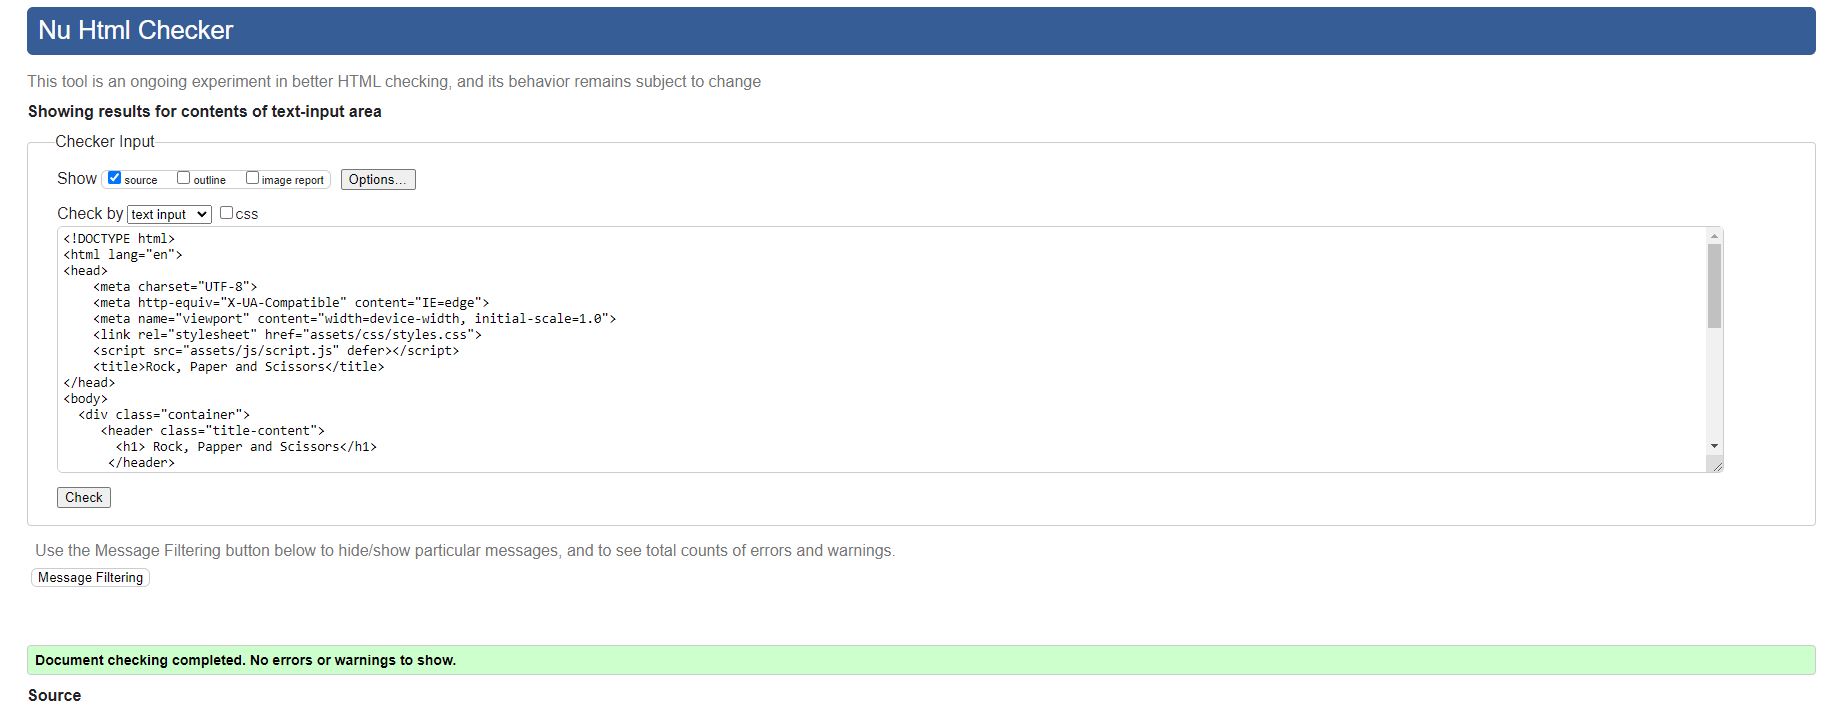 Nu Html Checker
This tool is an ongoing experiment in better HTML checking, and its behavior remains subject to change
Showing results for contents of text-input area
Checker Input
Show source outline image report Options...
Check by text input css
<!DOCTYPE html>
<html lang="en">
<head>
    <meta charset="UTF-8">
    <meta http-equiv="X-UA-Compatible" content="IE=edge">
    <meta name="viewport" content="width=device-width, initial-scale=1.0">
    <link rel="stylesheet" href="assets/css/styles.css">
    <script src="assets/js/script.js" defer></script>
    <title>Rock, Paper and Scissors</title>
</head>
<body>
  <div class="container">
     <header class="title-content">
       <h1> Rock, Papper and Scissors</h1>
      </header>
Check
Use the Message Filtering button below to hide/show particular messages, and to see total counts of errors and warnings.
Message Filtering
Document checking completed. No errors or warnings to show.
Source